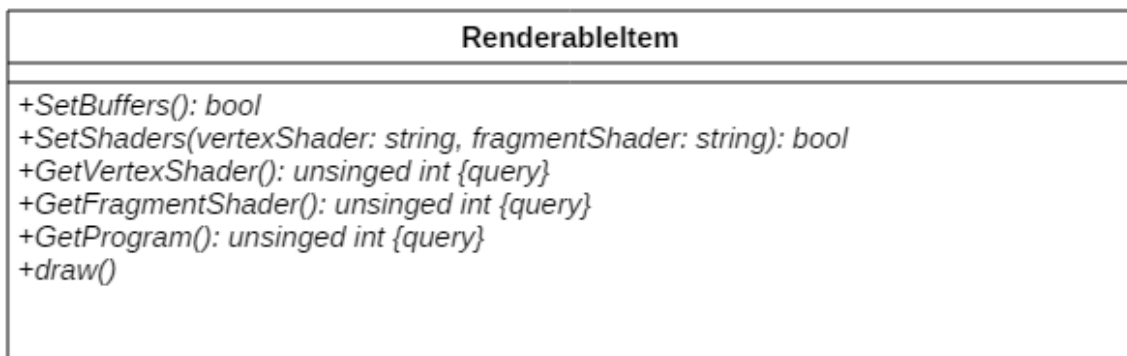 RenderableItem
+SetBuffers(): bool
+SetShaders(vertexShader: string, fragmentShader: string): bool
+GetVertexShader(): unsinged int {query}
+GetFragmentShader(): unsinged int {query}
+GetProgram(): unsinged int {query}
+draw()